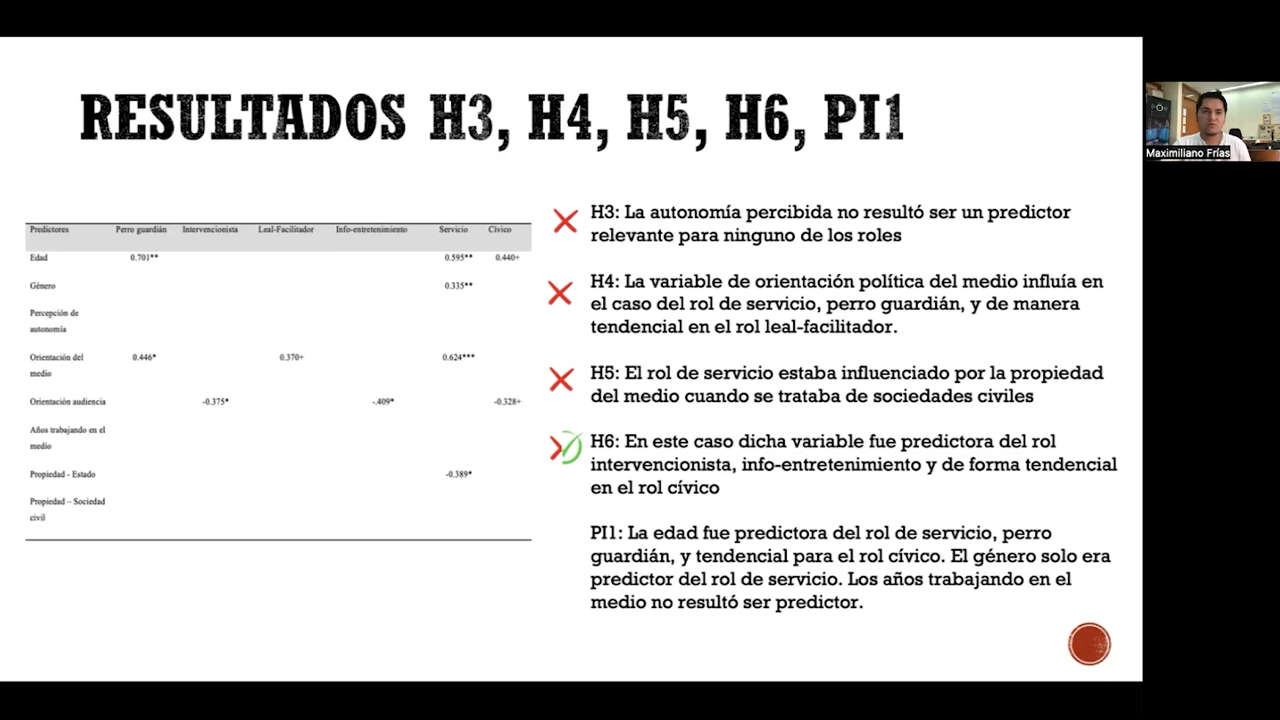 RESULTADOS H3, H4, H5, H6, PI1
Maximiliano Frías
Predictores Perro guardián Intervencionista Leal-Facilitador Info-entretenimiento Servicio Cívico
Edad 0.701** 0.595** 0.440+
Género 0.335**
Percepción de
autonomía
Orientación del 0.446* 0.370+ 0.624***
medio
Orientación audiencia -0.375* -.409* -0.328+
Años trabajando en el
medio
Propiedad - Estado -0.389*
Propiedad – Sociedad
civil
H3: La autonomía percibida no resultó ser un predictor
relevante para ninguno de los roles
H4: La variable de orientación política del medio influía en
el caso del rol de servicio, perro guardián, y de manera
tendencial en el rol leal-facilitador.
H5: El rol de servicio estaba influenciado por la propiedad
del medio cuando se trataba de sociedades civiles
H6: En este caso dicha variable fue predictora del rol
intervencionista, info-entretenimiento y de forma tendencial
en el rol cívico
PI1: La edad fue predictora del rol de servicio, perro
guardián, y tendencial para el rol cívico. El género solo era
predictor del rol de servicio. Los años trabajando en el
medio no resultó ser predictor.